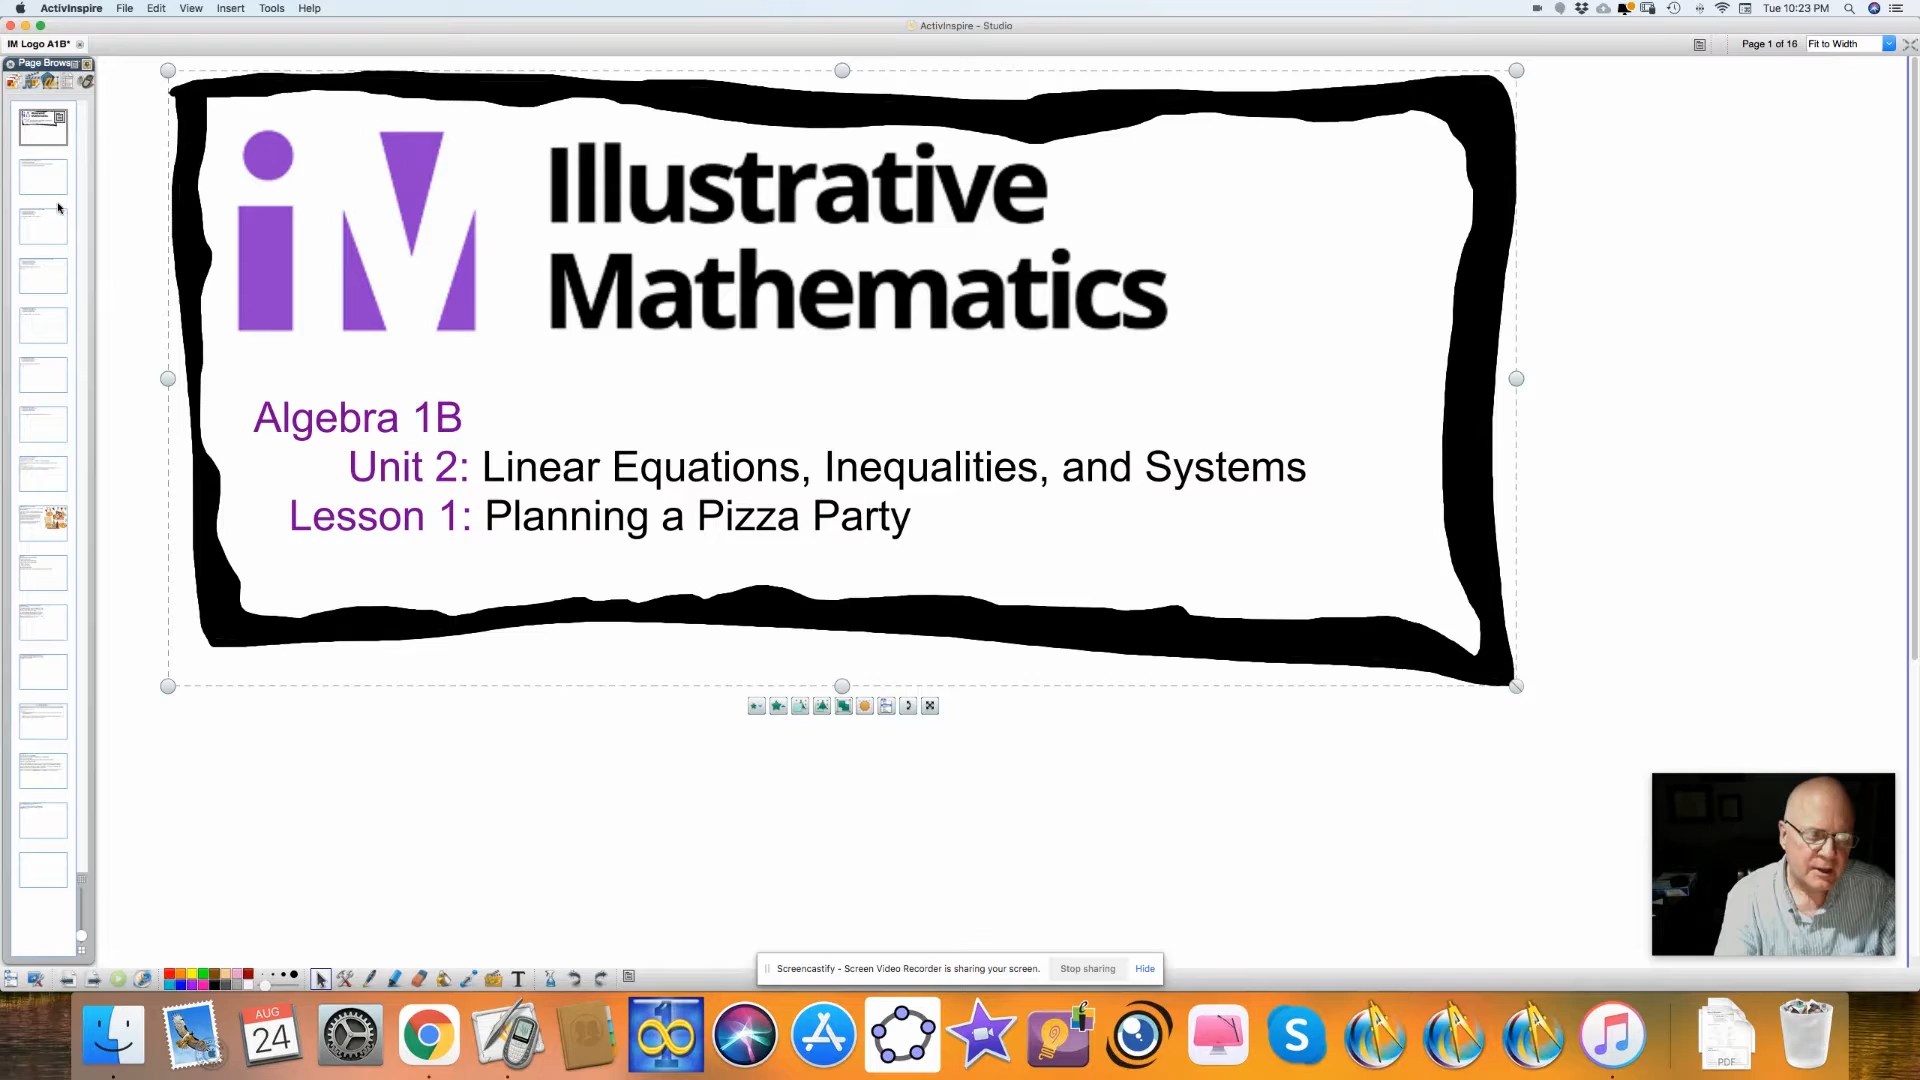 ActivInspire File Edit View Insert Tools Help
Tue 10:23 PM
ActivInspire - Studio
IM Logo A1B*
Page 1 of 16 Fit to Width
Page Brows
Illustrative
Mathematics
Algebra 1B
Unit 2: Linear Equations, Inequalities, and Systems
Lesson 1: Planning a Pizza Party
Screencastify - Screen Video Recorder is sharing your screen. Stop sharing Hide
AUG
24
PDF